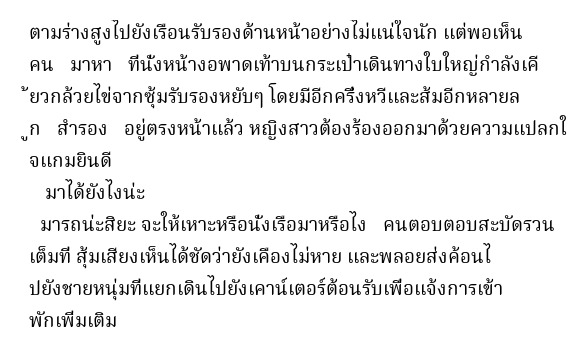 ตามร่างสูงไปยังเรือนรับรองด้านหน้าอย่างไม่แน่ใจนัก แต่พอเห็น
คน   มาหา   ที่นั่งหน้างอพาดเท้าบนกระเป๋าเดินทางใบใหญ่กำลังเคี
้ยวกล้วยไข่จากซุ้มรับรองหยับๆ โดยมีอีกครึ่งหวีและส้มอีกหลายล
ูก   สำรอง   อยู่ตรงหน้าแล้ว หญิงสาวต้องร้องออกมาด้วยความแปลกใ
จแกมยินดี
มาได้ยังไงน่ะ
มารถน่ะสิยะ จะให้เหาะหรือนั่งเรือมาหรือไง   คนตอบตอบสะบัดรวน
เต็มที่ สุ้มเสียงเห็นได้ชัดว่ายังเคืองไม่หาย และพลอยส่งค้อนไ
ปยังชายหนุ่มที่แยกเดินไปยังเคาน์เตอร์ต้อนรับเพื่อแจ้งการเข้า
พักเพิ่มเติม